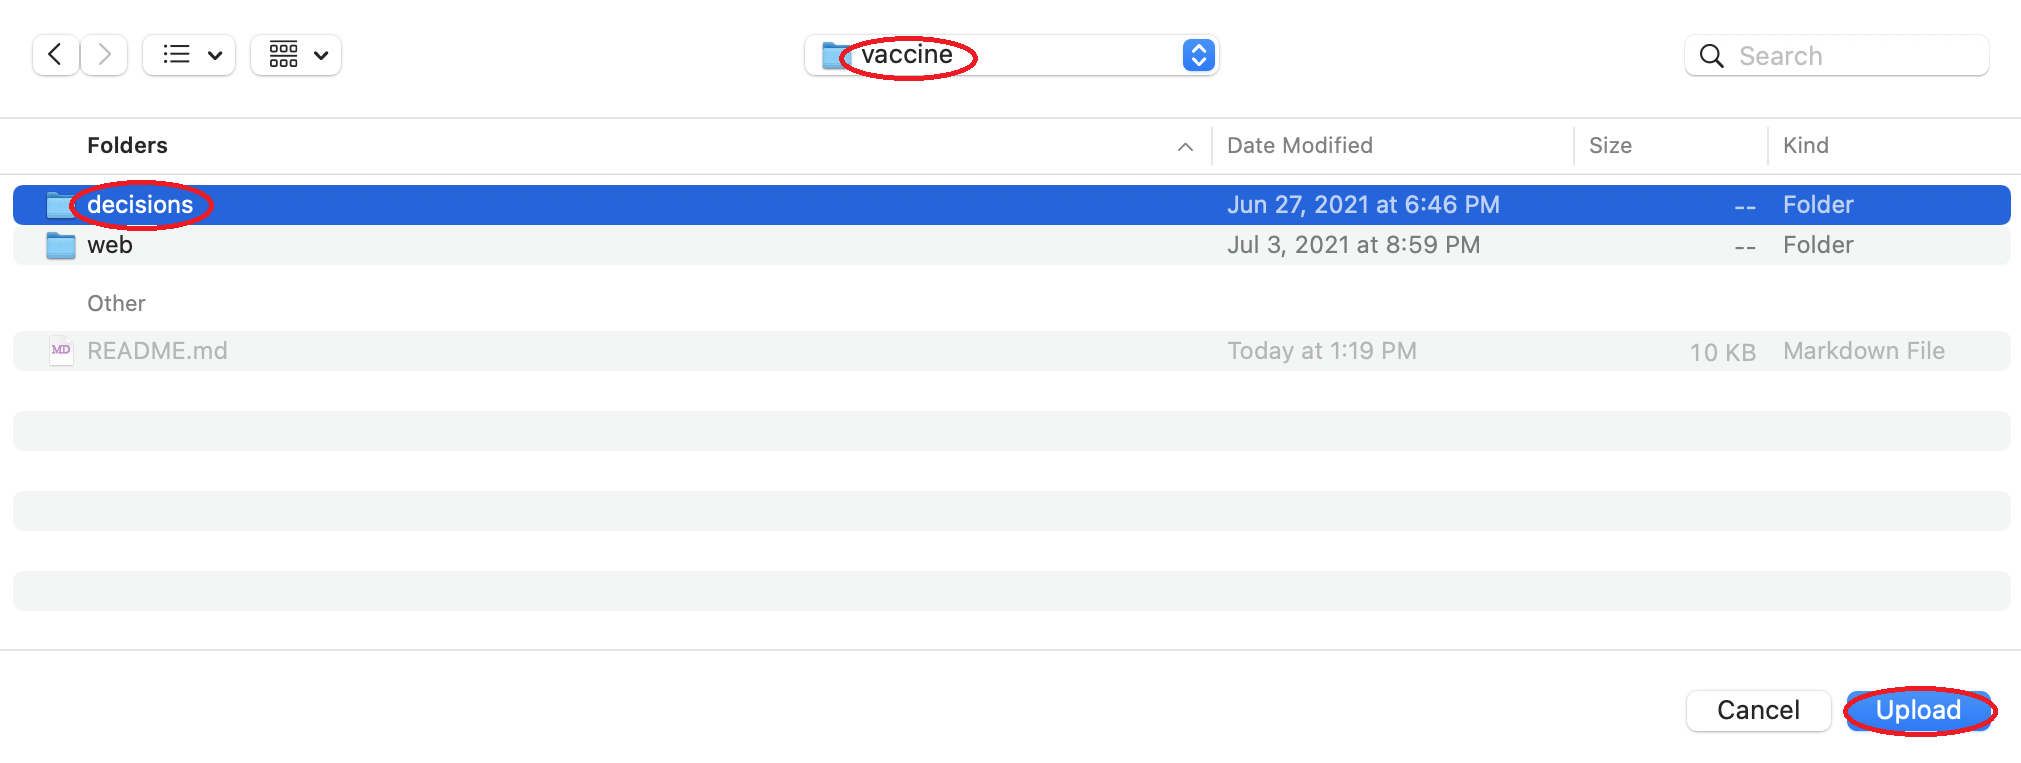 vaccine
Search
Folders Date Modified Size Kind
decisions Jun 27, 2021 at 6:46 PM -- Folder
web Jul 3, 2021 at 8:59 PM -- Folder
Other
MD README.md Today at 1:19 PM 10 KB Markdown File
Cancel Upload